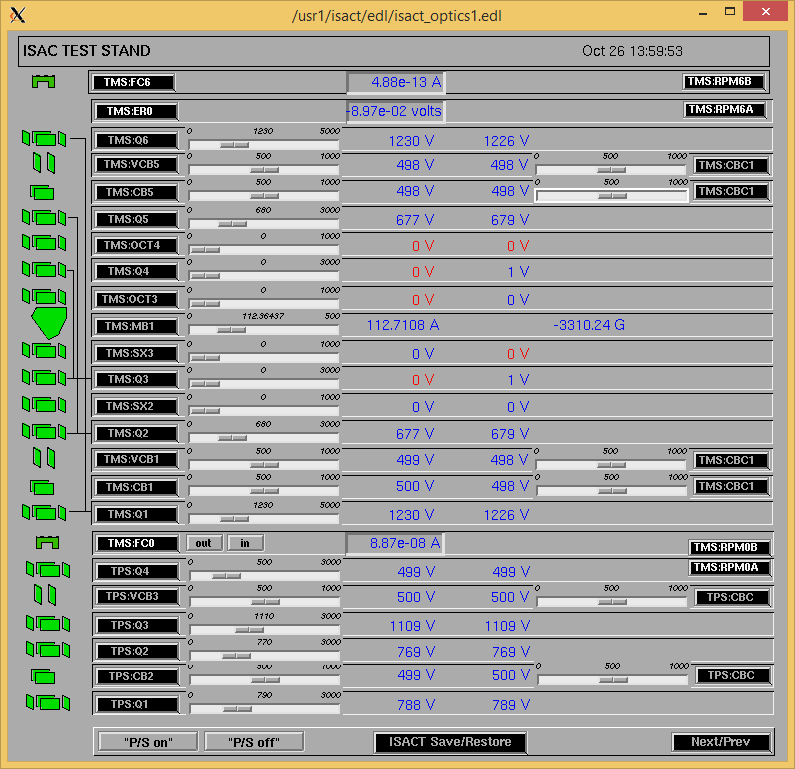 /usr1/isact/edl/isact_optics1.edl
ISAC TEST STAND Oct 26 13:59:53
TMS:FC6 4.88e-13 A TMS:RPM6B
TMS:ER0 -8.97e-02 volts TMS:RPM6A
0 1230 5000
TMS:Q6 1230 V 1226 V
0 500 1000 0 500 1000
TMS:VCB5 498 V 498 V TMS:CBC1
0 500 1000 0 500 1000
TMS:CB5 498 V 498 V TMS:CBC1
0 680 3000
TMS:Q5 677 V 679 V
0 0 1000
TMS:OCT4 0 V 0 V
0 0 3000
TMS:Q4 0 V 1 V
0 0 1000
TMS:OCT3 0 V 0 V
0 112.36437 500
TMS:MB1 112.7108 A -3310.24 G
0 0 1000
TMS:SX3 0 V 0 V
0 0 3000
TMS:Q3 0 V 1 V
0 0 1000
TMS:SX2 0 V 0 V
0 680 3000
TMS:Q2 677 V 679 V
0 500 1000 0 500 1000
TMS:VCB1 499 V 498 V TMS:CBC1
0 500 1000 0 500 1000
TMS:CB1 500 V 498 V TMS:CBC1
0 1230 5000
TMS:Q1 1230 V 1226 V
TMS:FC0 out in 8.87e-08 A TMS:RPM0B
0 500 3000 TMS:RPM0A
TPS:Q4 499 V 499 V
0 500 1000 0 500 1000
TPS:VCB3 500 V 500 V TPS:CBC
0 1110 3000
TPS:Q3 1109 V 1109 V
0 770 3000
TPS:Q2 769 V 769 V
0 500 1000 0 500 1000
TPS:CB2 499 V 500 V TPS:CBC
0 790 3000
TPS:Q1 788 V 789 V
"P/S on" "P/S off" ISACT Save/Restore Next/Prev